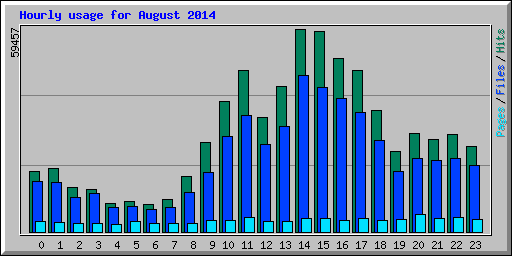 Hourly usage for August 2014
59457
Pages/Files/Hits
0 1 2 3 4 5 6 7 8 9 10 11 12 13 14 15 16 17 18 19 20 21 22 23